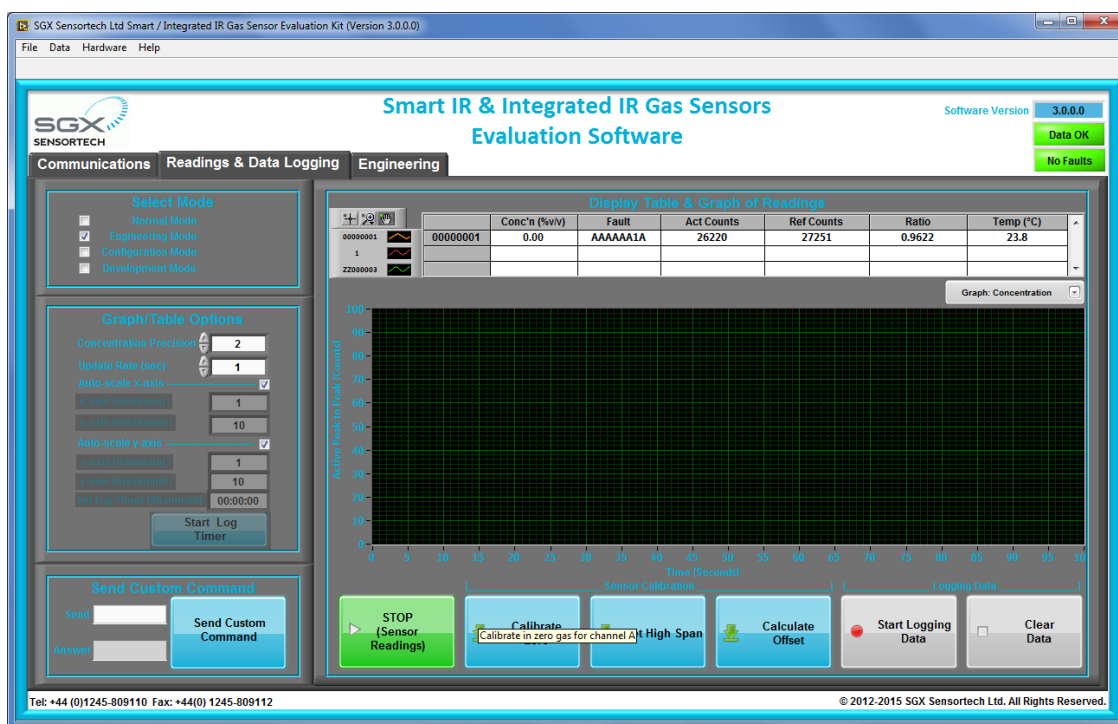 SGX Sensortech Ltd Smart / Integrated IR Gas Sensor Evaluation Kit (Version 3.0.0.0)
File Data Hardware Help
SGX
SENSORTECH
Smart IR & Integrated IR Gas Sensors
Evaluation Software
Software Version 3.0.0.0
Data OK
No Faults
Communications Readings & Data Logging Engineering
Select Mode
Normal Mode
Engineering Mode
Configuration Mode
Development Mode
Graph/Table Options
Concentration Precision 2
Update Rate (sec) 1
Auto-scale x-axis
1
10
Auto-scale y-axis
1
10
00:00:00
Start Log
Timer
Send Custom Command
Send
Answer
Send Custom
Command
Display Table & Graph of Readings
Conc'n (%v/v) Fault Act Counts Ref Counts Ratio Temp (°C)
00000001 00000001 0.00 AAAAAA1A 26220 27251 0.9622 23.8
1
ZZ000003
Graph: Concentration
Active Peak to Peak (Counts)
100
90
80
70
60
50
40
30
20
10
0
0 5 10 15 20 25 30 35 40 45 50 55 60 65 70 75 80 85 90 95 10
Time (Seconds)
Sensor Calibration Logging Data
STOP
(Sensor
Readings)
Calibrate
Calibrate in zero gas for channel A
et High Span
Calculate
Offset
Start Logging
Data
Clear
Data
Tel: +44 (0)1245-809110 Fax: +44(0) 1245-809112
© 2012-2015 SGX Sensortech Ltd. All Rights Reserved.